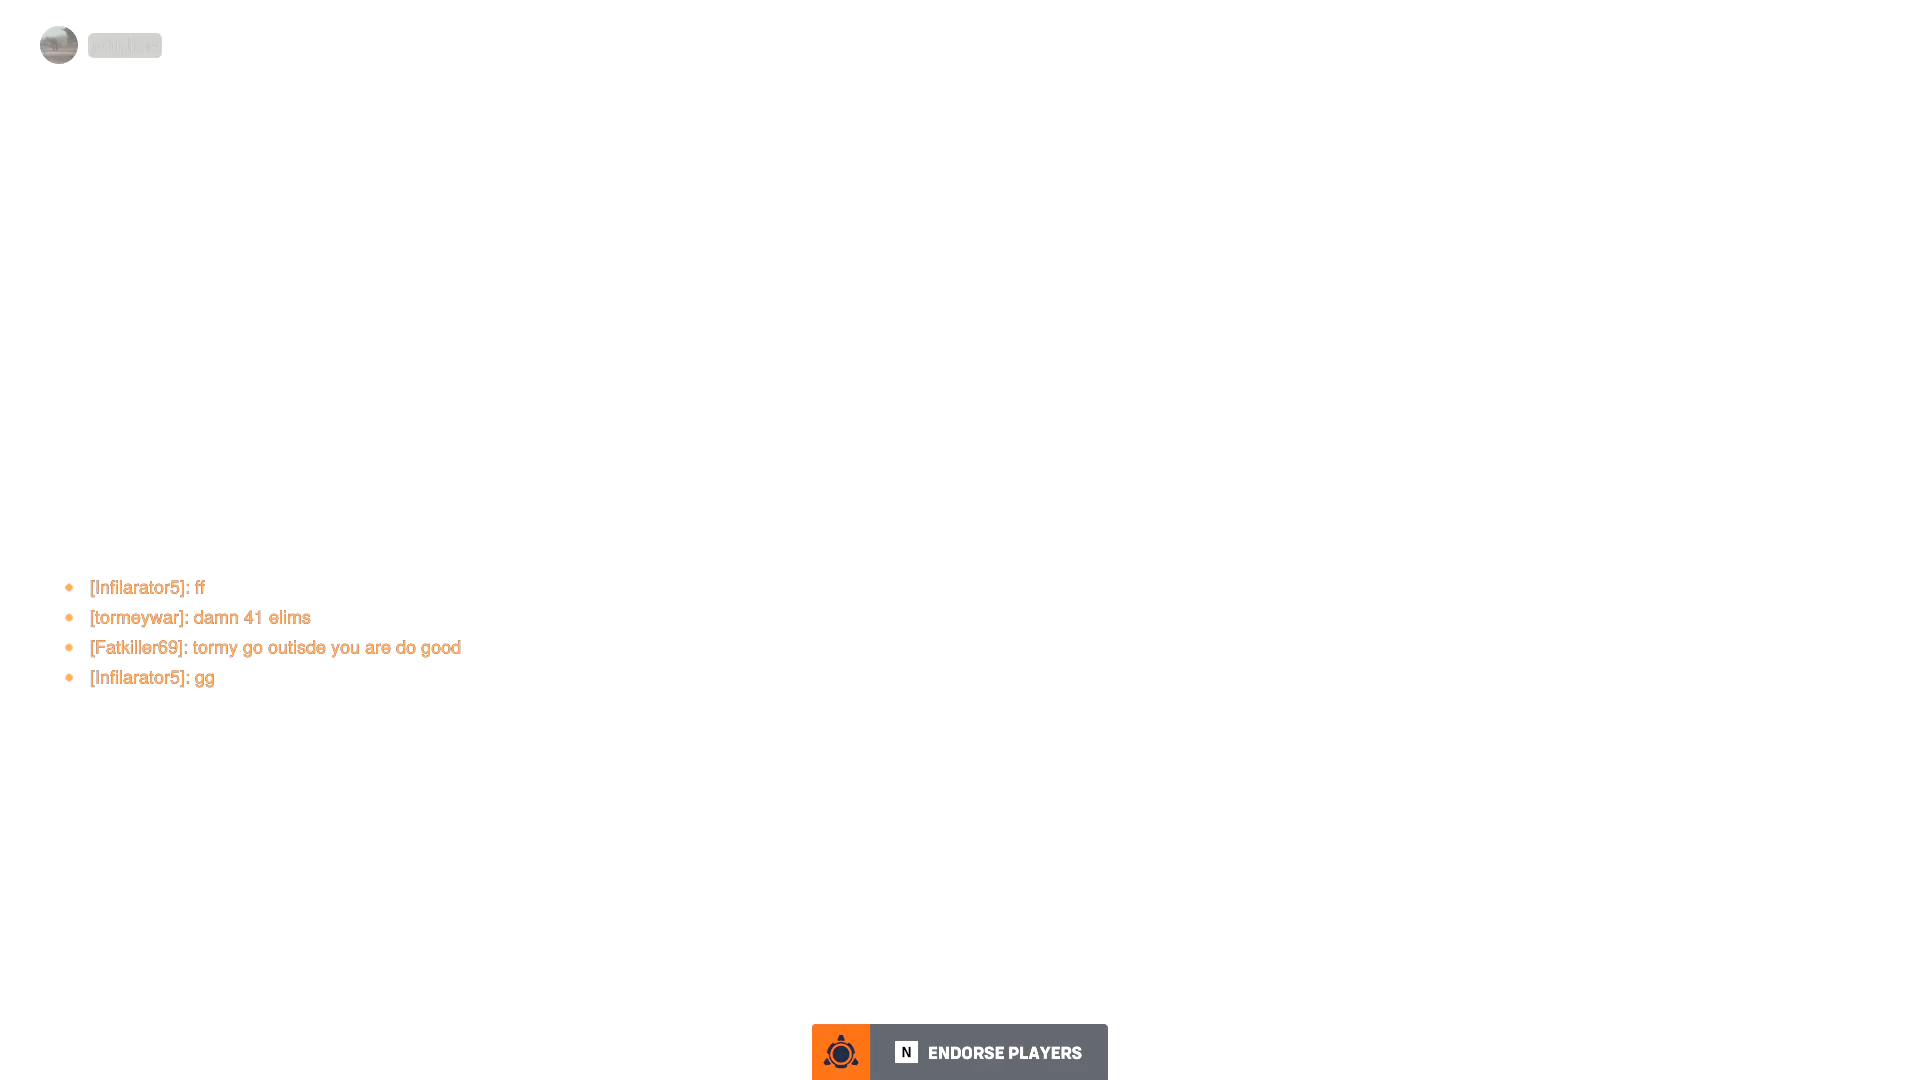 [Infilarator5]: ff
[tormeywar]: damn 41 elims
[Fatkiller69]: tormy go outisde you are do good
[Infilarator5]: gg
N ENDORSE PLAYERS